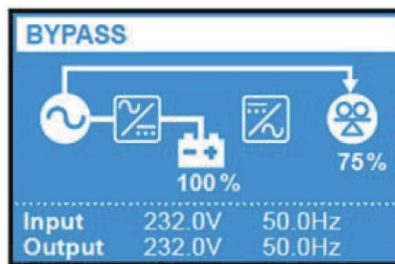 BYPASS
75%
100%
Input 232.0V 50.0Hz
Output 232.0V 50.0Hz